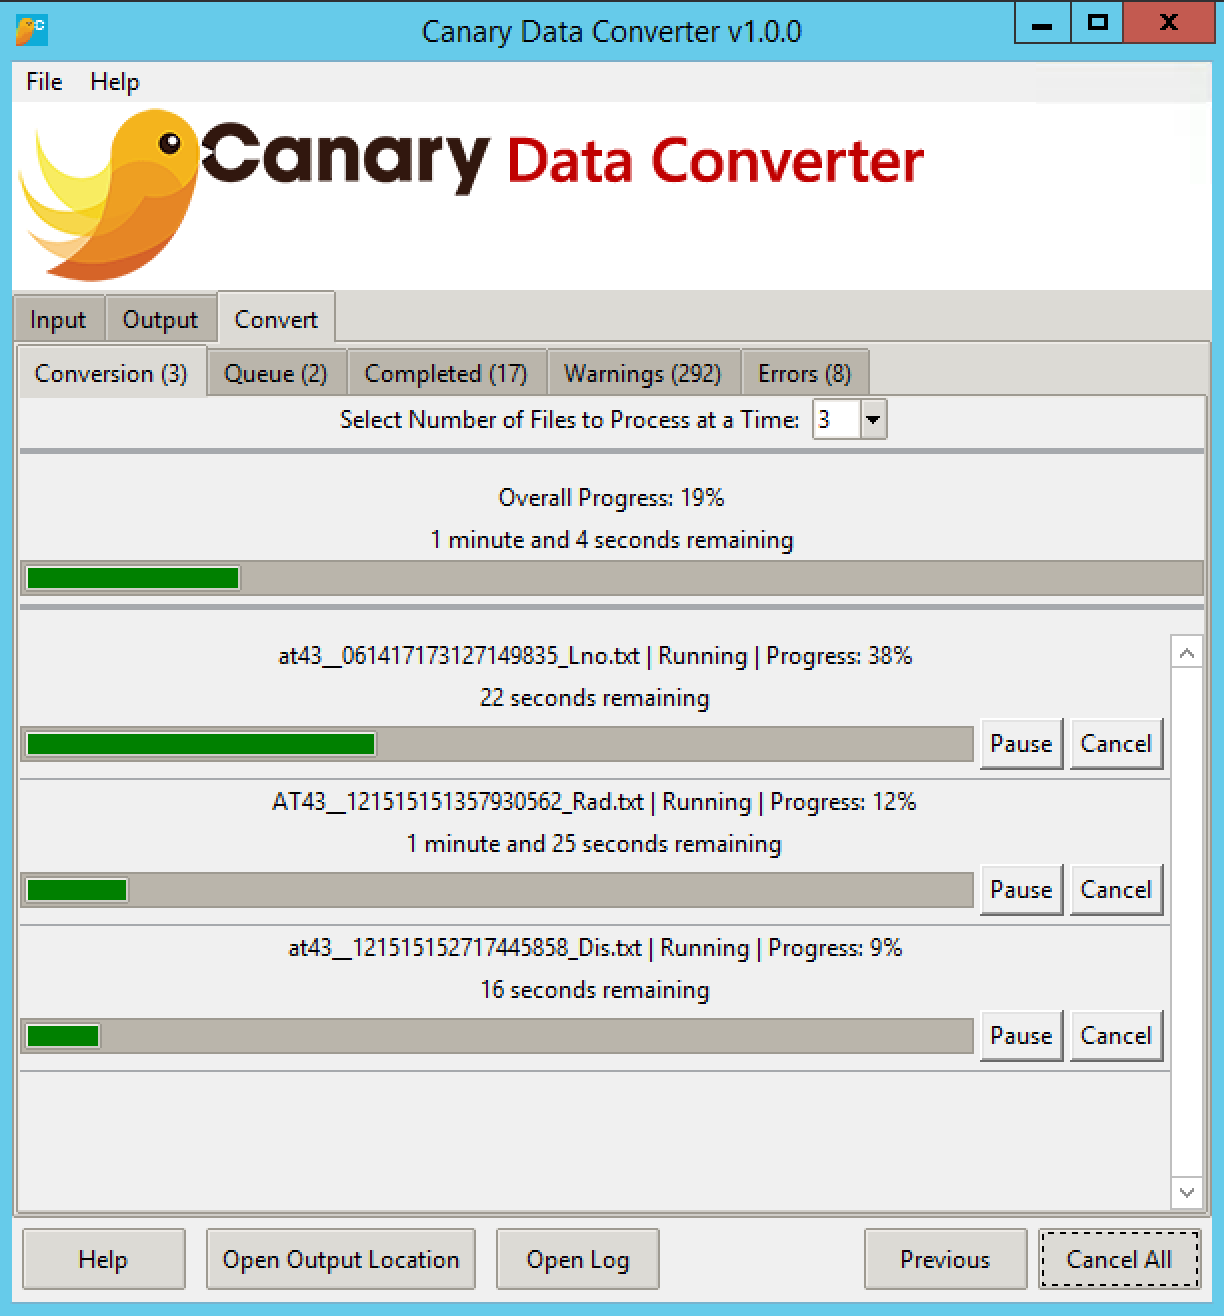 Canary Data Converter v1.0.0
File Help
Canary Data Converter
Input Output Convert
Conversion (3) Queue (2) Completed (17) Warnings (292) Errors (8)
Select Number of Files to Process at a Time: 3
Overall Progress: 19%
1 minute and 4 seconds remaining
at43__061417173127149835_Lno.txt | Running | Progress: 38%
22 seconds remaining
Pause Cancel
AT43__121515151357930562_Rad.txt | Running | Progress: 12%
1 minute and 25 seconds remaining
Pause Cancel
at43__121515152717445858_Dis.txt | Running | Progress: 9%
16 seconds remaining
Pause Cancel
Help Open Output Location Open Log Previous Cancel All